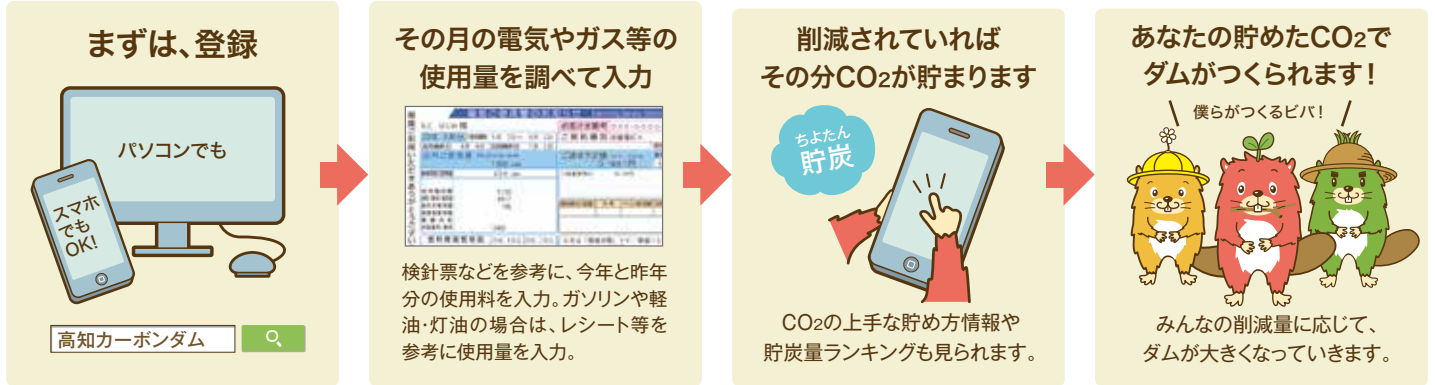 まずは、登録
パソコンでも
スマホ
でも
OK!
高知カーボンダム
その月の電気やガス等の
使用量を調べて入力
検針票などを参考に、今年と昨年
分の使用料を入力。ガソリンや軽
油・灯油の場合は、レシート等を
参考に使用量を入力。
削減されていれば
その分CO2が貯まります
ちょたん
貯炭
CO2の上手な貯め方情報や
貯炭量ランキングも見られます。
あなたの貯めたCO2で
ダムがつくられます!
僕らがつくるビバ!
みんなの削減量に応じて、
ダムが大きくなっていきます。